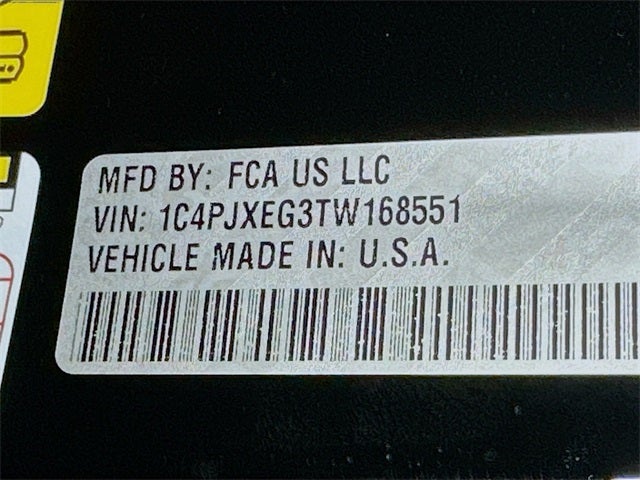 MFD BY: FCA US LLC
VIN: 1C4PJXEG3TW168551
VEHICLE MADE IN: U.S.A.